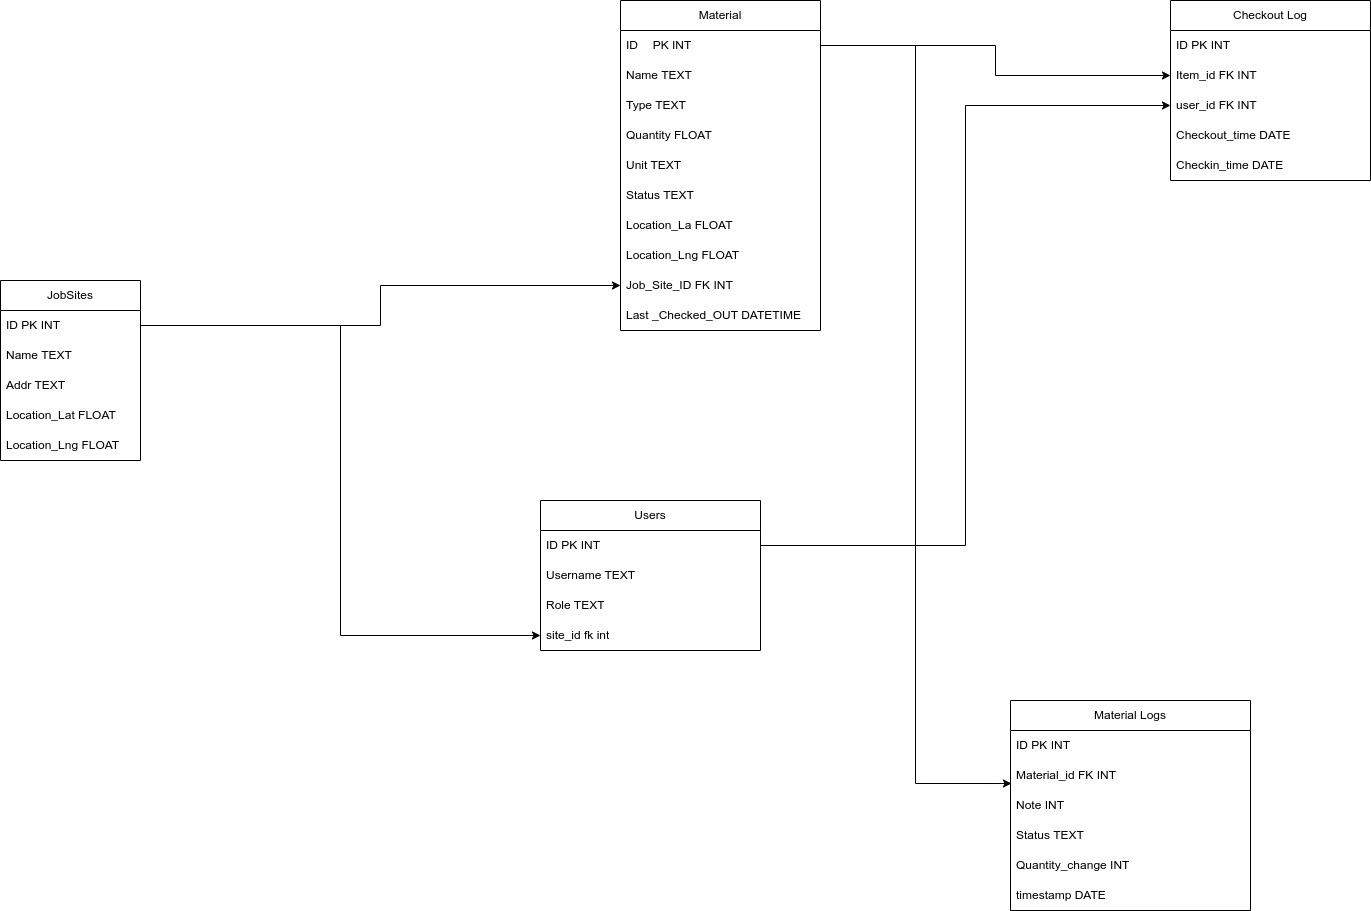 Material
ID PK INT
Name TEXT
Type TEXT
Quantity FLOAT
Unit TEXT
Status TEXT
Location_La FLOAT
Location_Lng FLOAT
Job_Site_ID FK INT
Last _Checked_OUT DATETIME
Checkout Log
ID PK INT
Item_id FK INT
user_id FK INT
Checkout_time DATE
Checkin_time DATE
JobSites
ID PK INT
Name TEXT
Addr TEXT
Location_Lat FLOAT
Location_Lng FLOAT
Users
ID PK INT
Username TEXT
Role TEXT
site_id fk int
Material Logs
ID PK INT
Material_id FK INT
Note INT
Status TEXT
Quantity_change INT
timestamp DATE